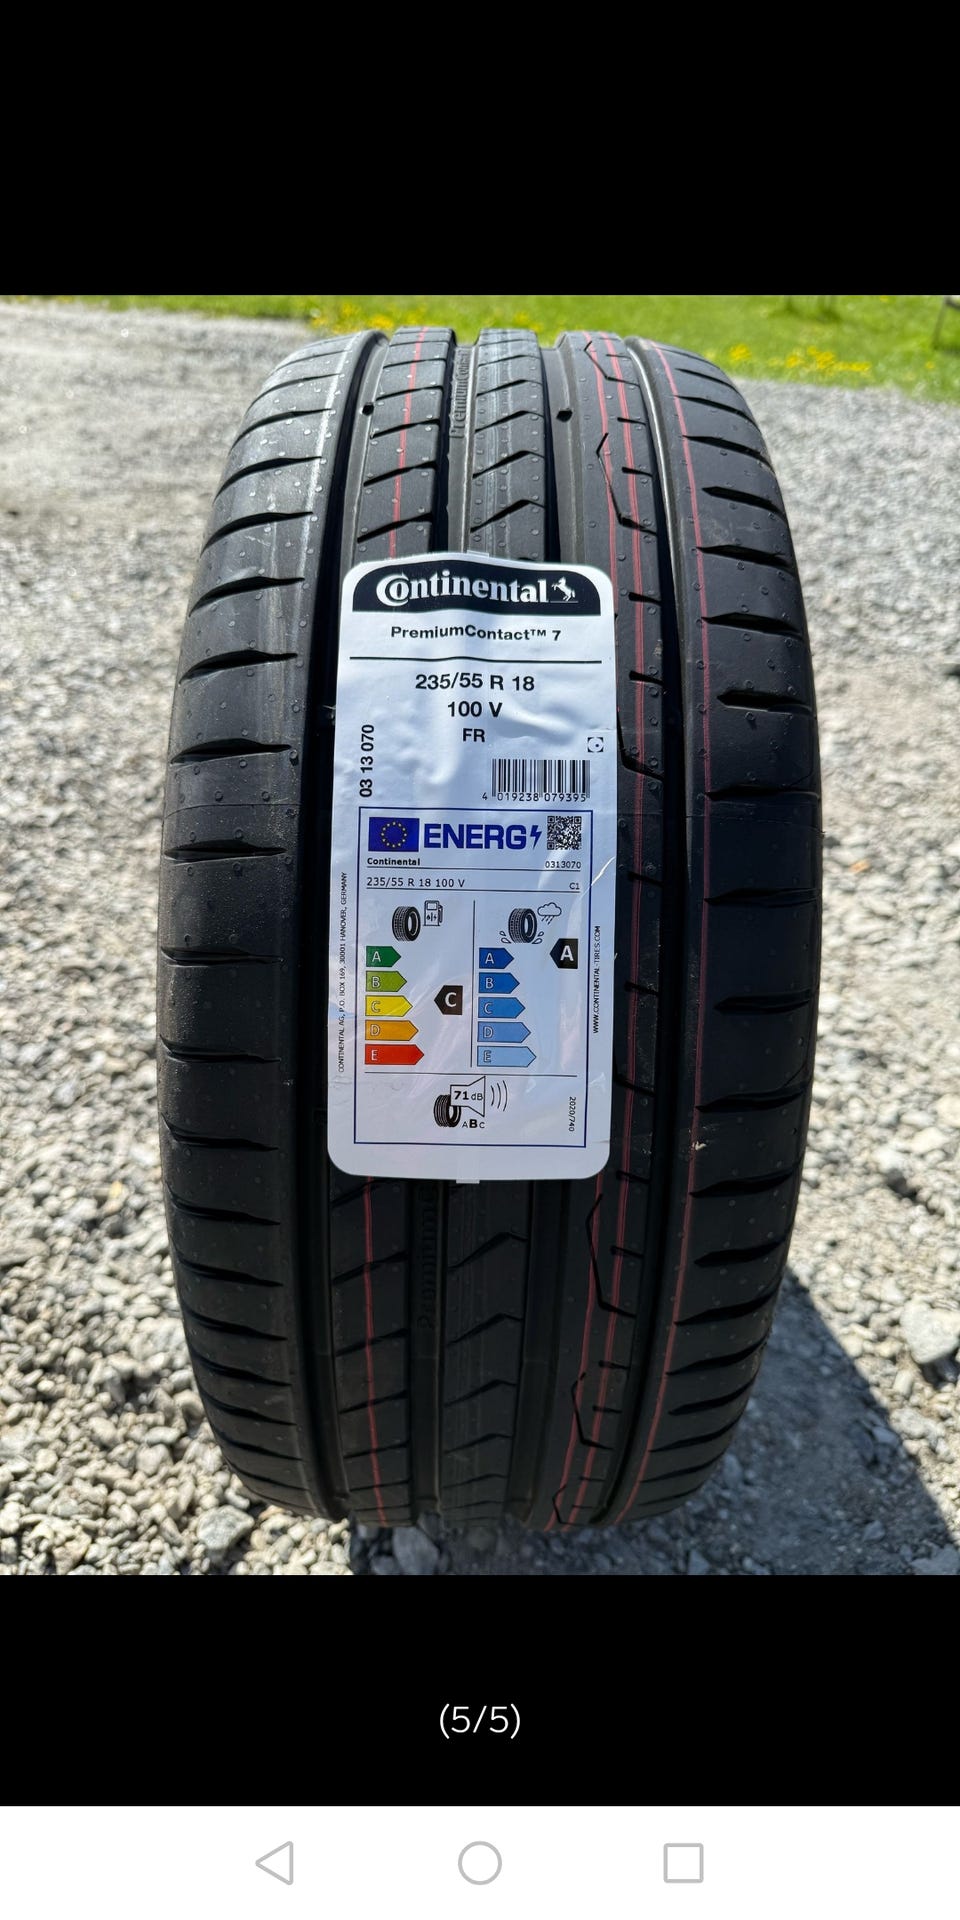 PremiumContact
Continental
PremiumContact™ 7
235/55 R 18
100 V
FR
03 13 070
4 019238 079395
ENERG
Continental
0313070
235/55 R 18 100 V
C1
CONTINENTAL AG, P.O. BOX 169, 30001 HANOVER, GERMANY
WWW.CONTINENTAL-TIRES.COM
A
B
C
D
E
C
A
B
C
D
E
A
71 dB
ABC
2020/740
PremiumC
(5/5)